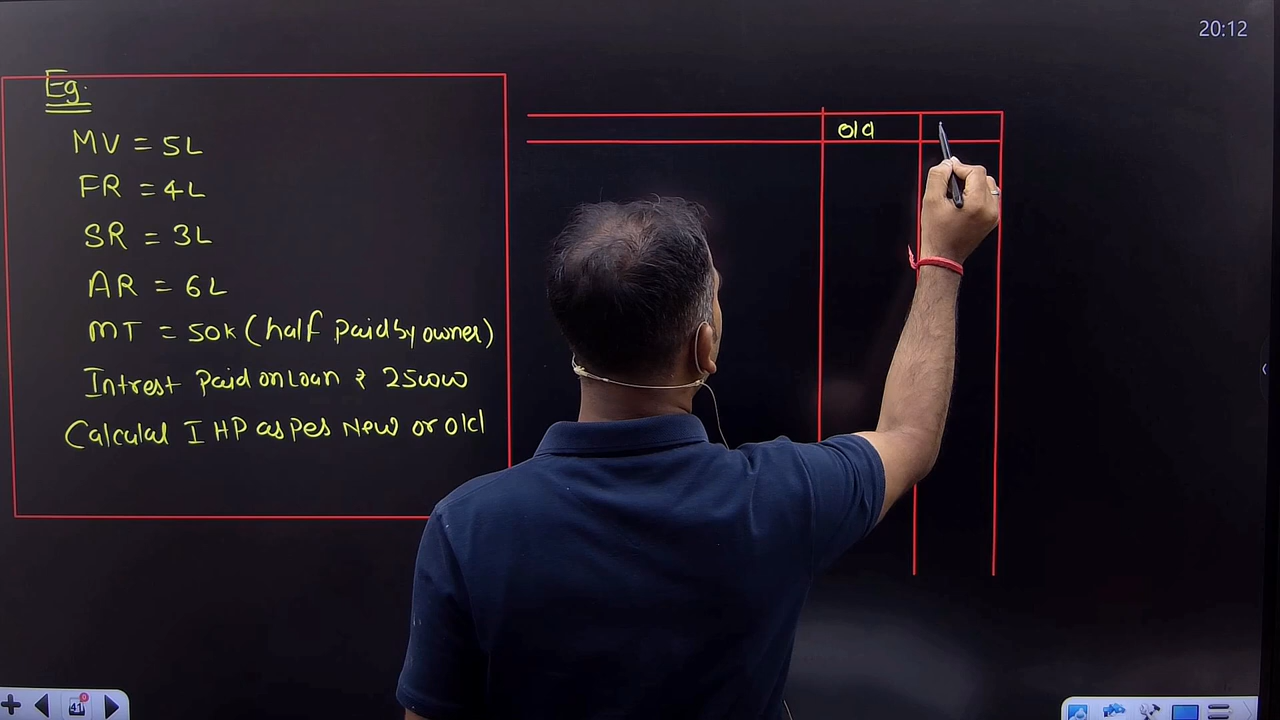 20:12
Eg.
MV = 5L
FR = 4L
SR = 3L
AR = 6L
MT = 50K (half Paid by owner)
Intrest Paid on Loan ₹ 25000
Calculal I HP as Per New or old
old
41